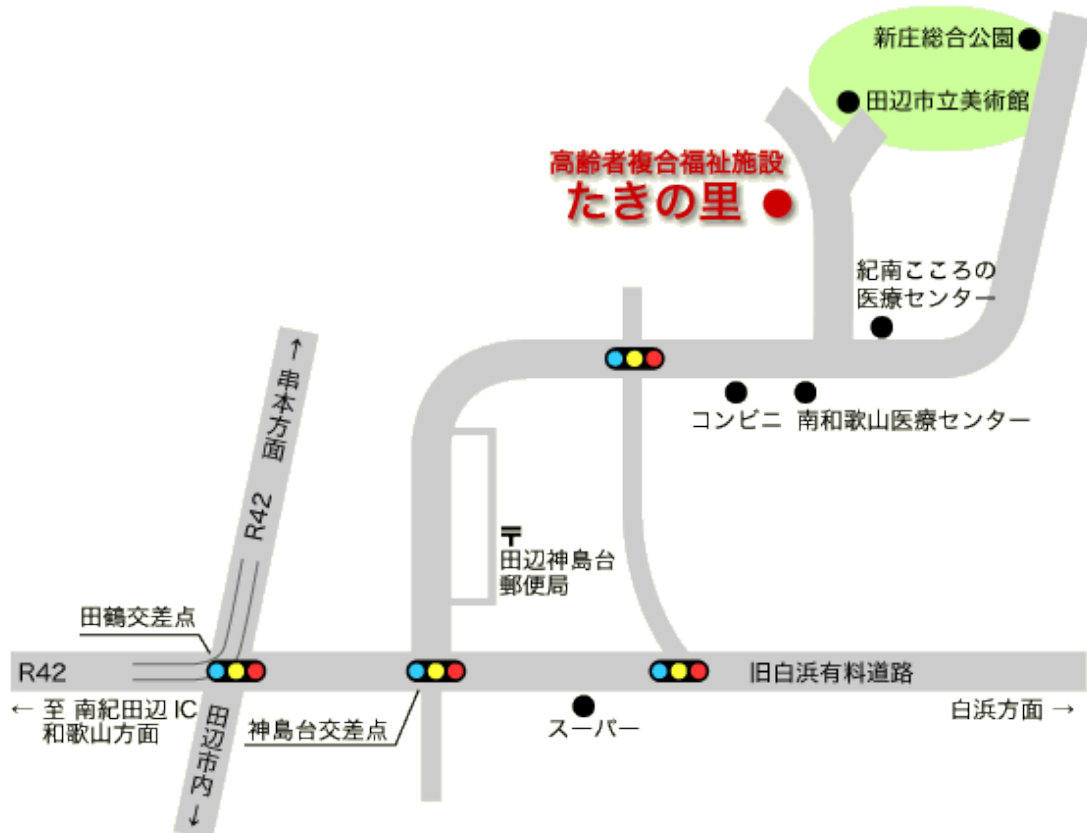 新庄総合公園
田辺市立美術館
高齢者複合福祉施設
たきの里
紀南こころの
医療センター
コンビニ
南和歌山医療センター
← 串本方面
R42
〒
田辺神島台
郵便局
田鶴交差点
R42
旧白浜有料道路
← 至 南紀田辺IC
和歌山方面
田辺市内 →
神島台交差点
スーパー
白浜方面 →